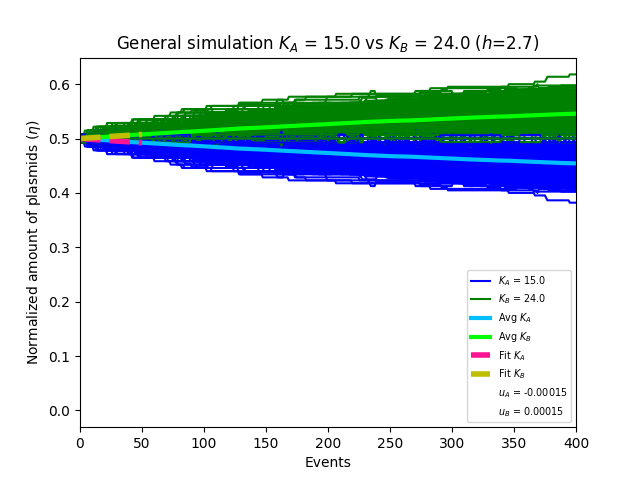 General simulation K_A = 15.0 vs K_B = 24.0 (h=2.7)
Normalized amount of plasmids (η)
0.6
0.5
0.4
0.3
0.2
0.1
0.0
K_A = 15.0
K_B = 24.0
Avg K_A
Avg K_B
Fit K_A
Fit K_B
u_A = -0.00015
u_B = 0.00015
0 50 100 150 200 250 300 350 400
Events